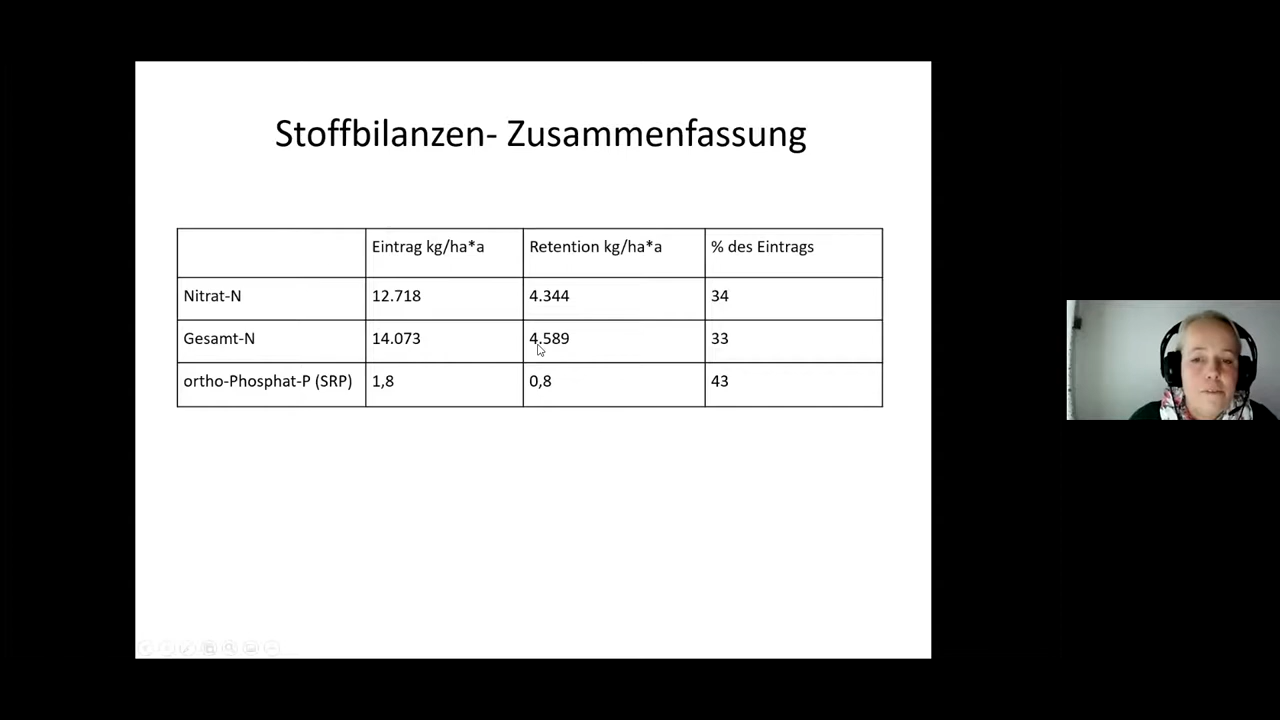 Stoffbilanzen- Zusammenfassung
Eintrag kg/ha*a Retention kg/ha*a % des Eintrags
Nitrat-N 12.718 4.344 34
Gesamt-N 14.073 4.589 33
ortho-Phosphat-P (SRP) 1,8 0,8 43